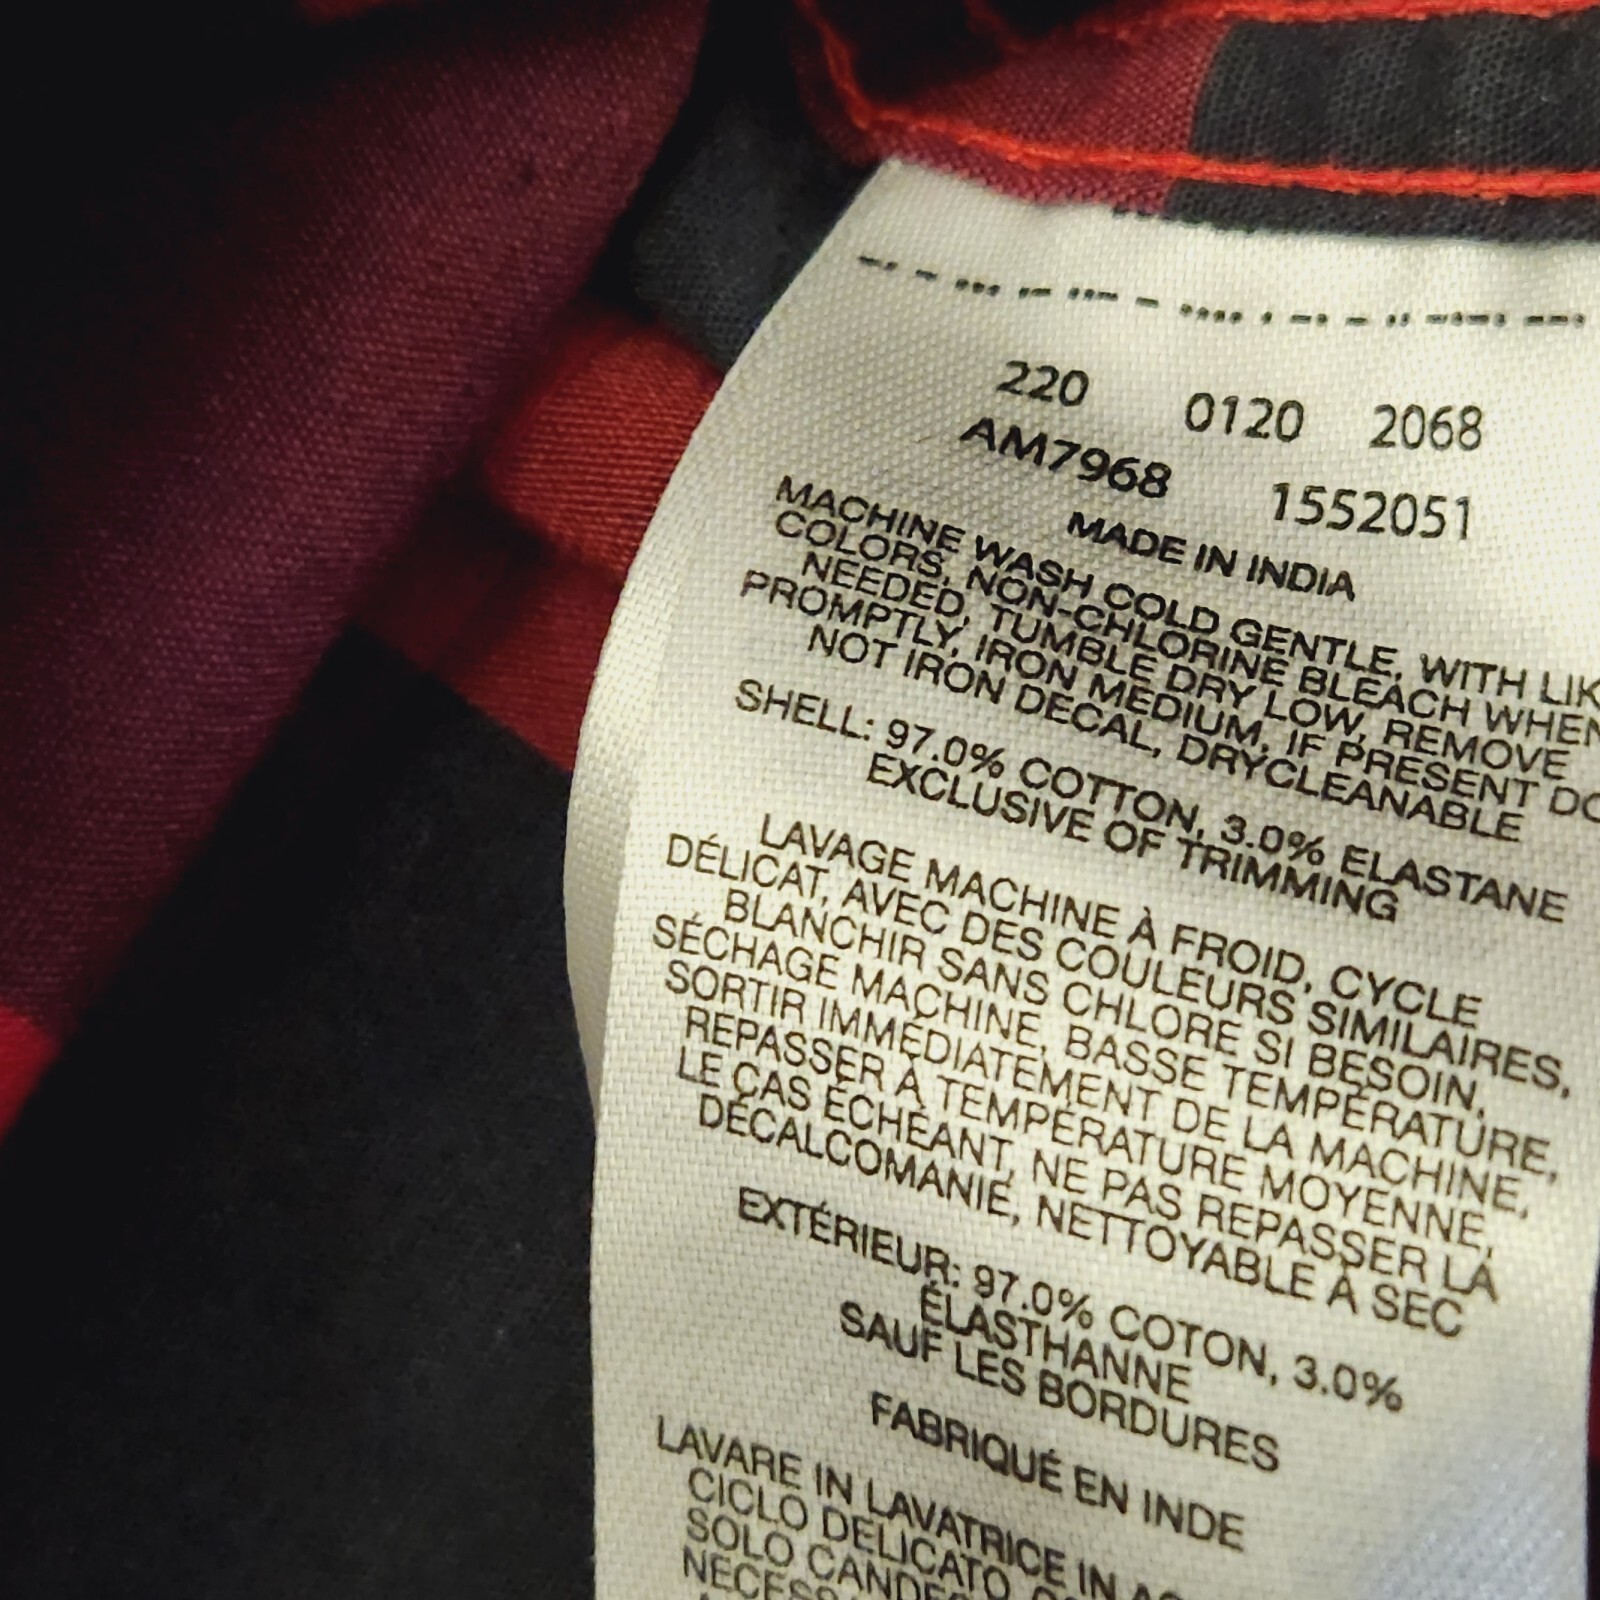 220 0120 2068
AM7968 1552051
MADE IN INDIA
MACHINE WASH COLD GENTLE, WITH LIK
COLORS, NON-CHLORINE BLEACH WHEN
NEEDED, TUMBLE DRY LOW, REMOVE
PROMPTLY, IRON MEDIUM, IF PRESENT DO
NOT IRON DECAL, DRYCLEANABLE
SHELL: 97.0% COTTON, 3.0% ELASTANE
EXCLUSIVE OF TRIMMING
LAVAGE MACHINE À FROID, CYCLE
DÉLICAT, AVEC DES COULEURS SIMILAIRES,
BLANCHIR SANS CHLORE SI BESOIN,
SÉCHAGE MACHINE, BASSE TEMPÉRATURE,
SORTIR IMMÉDIATEMENT DE LA MACHINE,
REPASSER À TEMPÉRATURE MOYENNE,
LE CAS ÉCHÉANT, NE PAS REPASSER LA
DÉCALCOMANIE, NETTOYABLE À SEC
EXTÉRIEUR: 97.0% COTON, 3.0%
ÉLASTHANNE
SAUF LES BORDURES
FABRIQUÉ EN INDE
LAVARE IN LAVATRICE IN
CICLO DELICATO,
SOLO